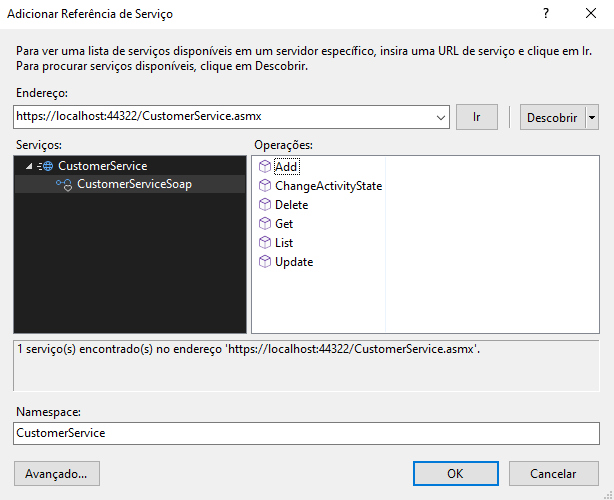 Adicionar Referência de Serviço
?
Para ver uma lista de serviços disponíveis em um servidor específico, insira uma URL de serviço e clique em Ir.
Para procurar serviços disponíveis, clique em Descobrir.
Endereço:
https://localhost:44322/CustomerService.asmx
Ir
Descobrir
Serviços:
Operações:
CustomerService
CustomerServiceSoap
Add
ChangeActivityState
Delete
Get
List
Update
1 serviço(s) encontrado(s) no endereço 'https://localhost:44322/CustomerService.asmx'.
Namespace:
CustomerService
Avançado...
OK
Cancelar